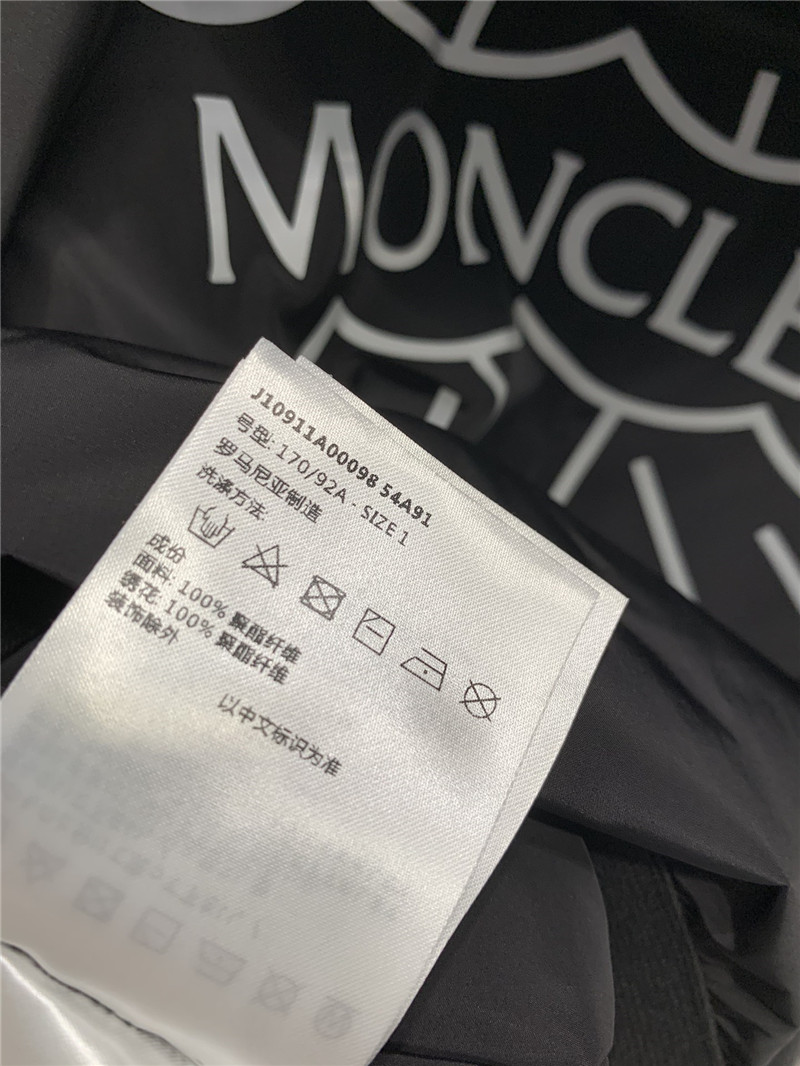 MONCLE
J10911A00098 54A91
号型: 170/92A - SIZE 1
罗马尼亚制造
洗涤方法
成份
面料: 100% 聚酯纤维
绣花: 100% 聚酯纤维
装饰除外
以中文标识为准